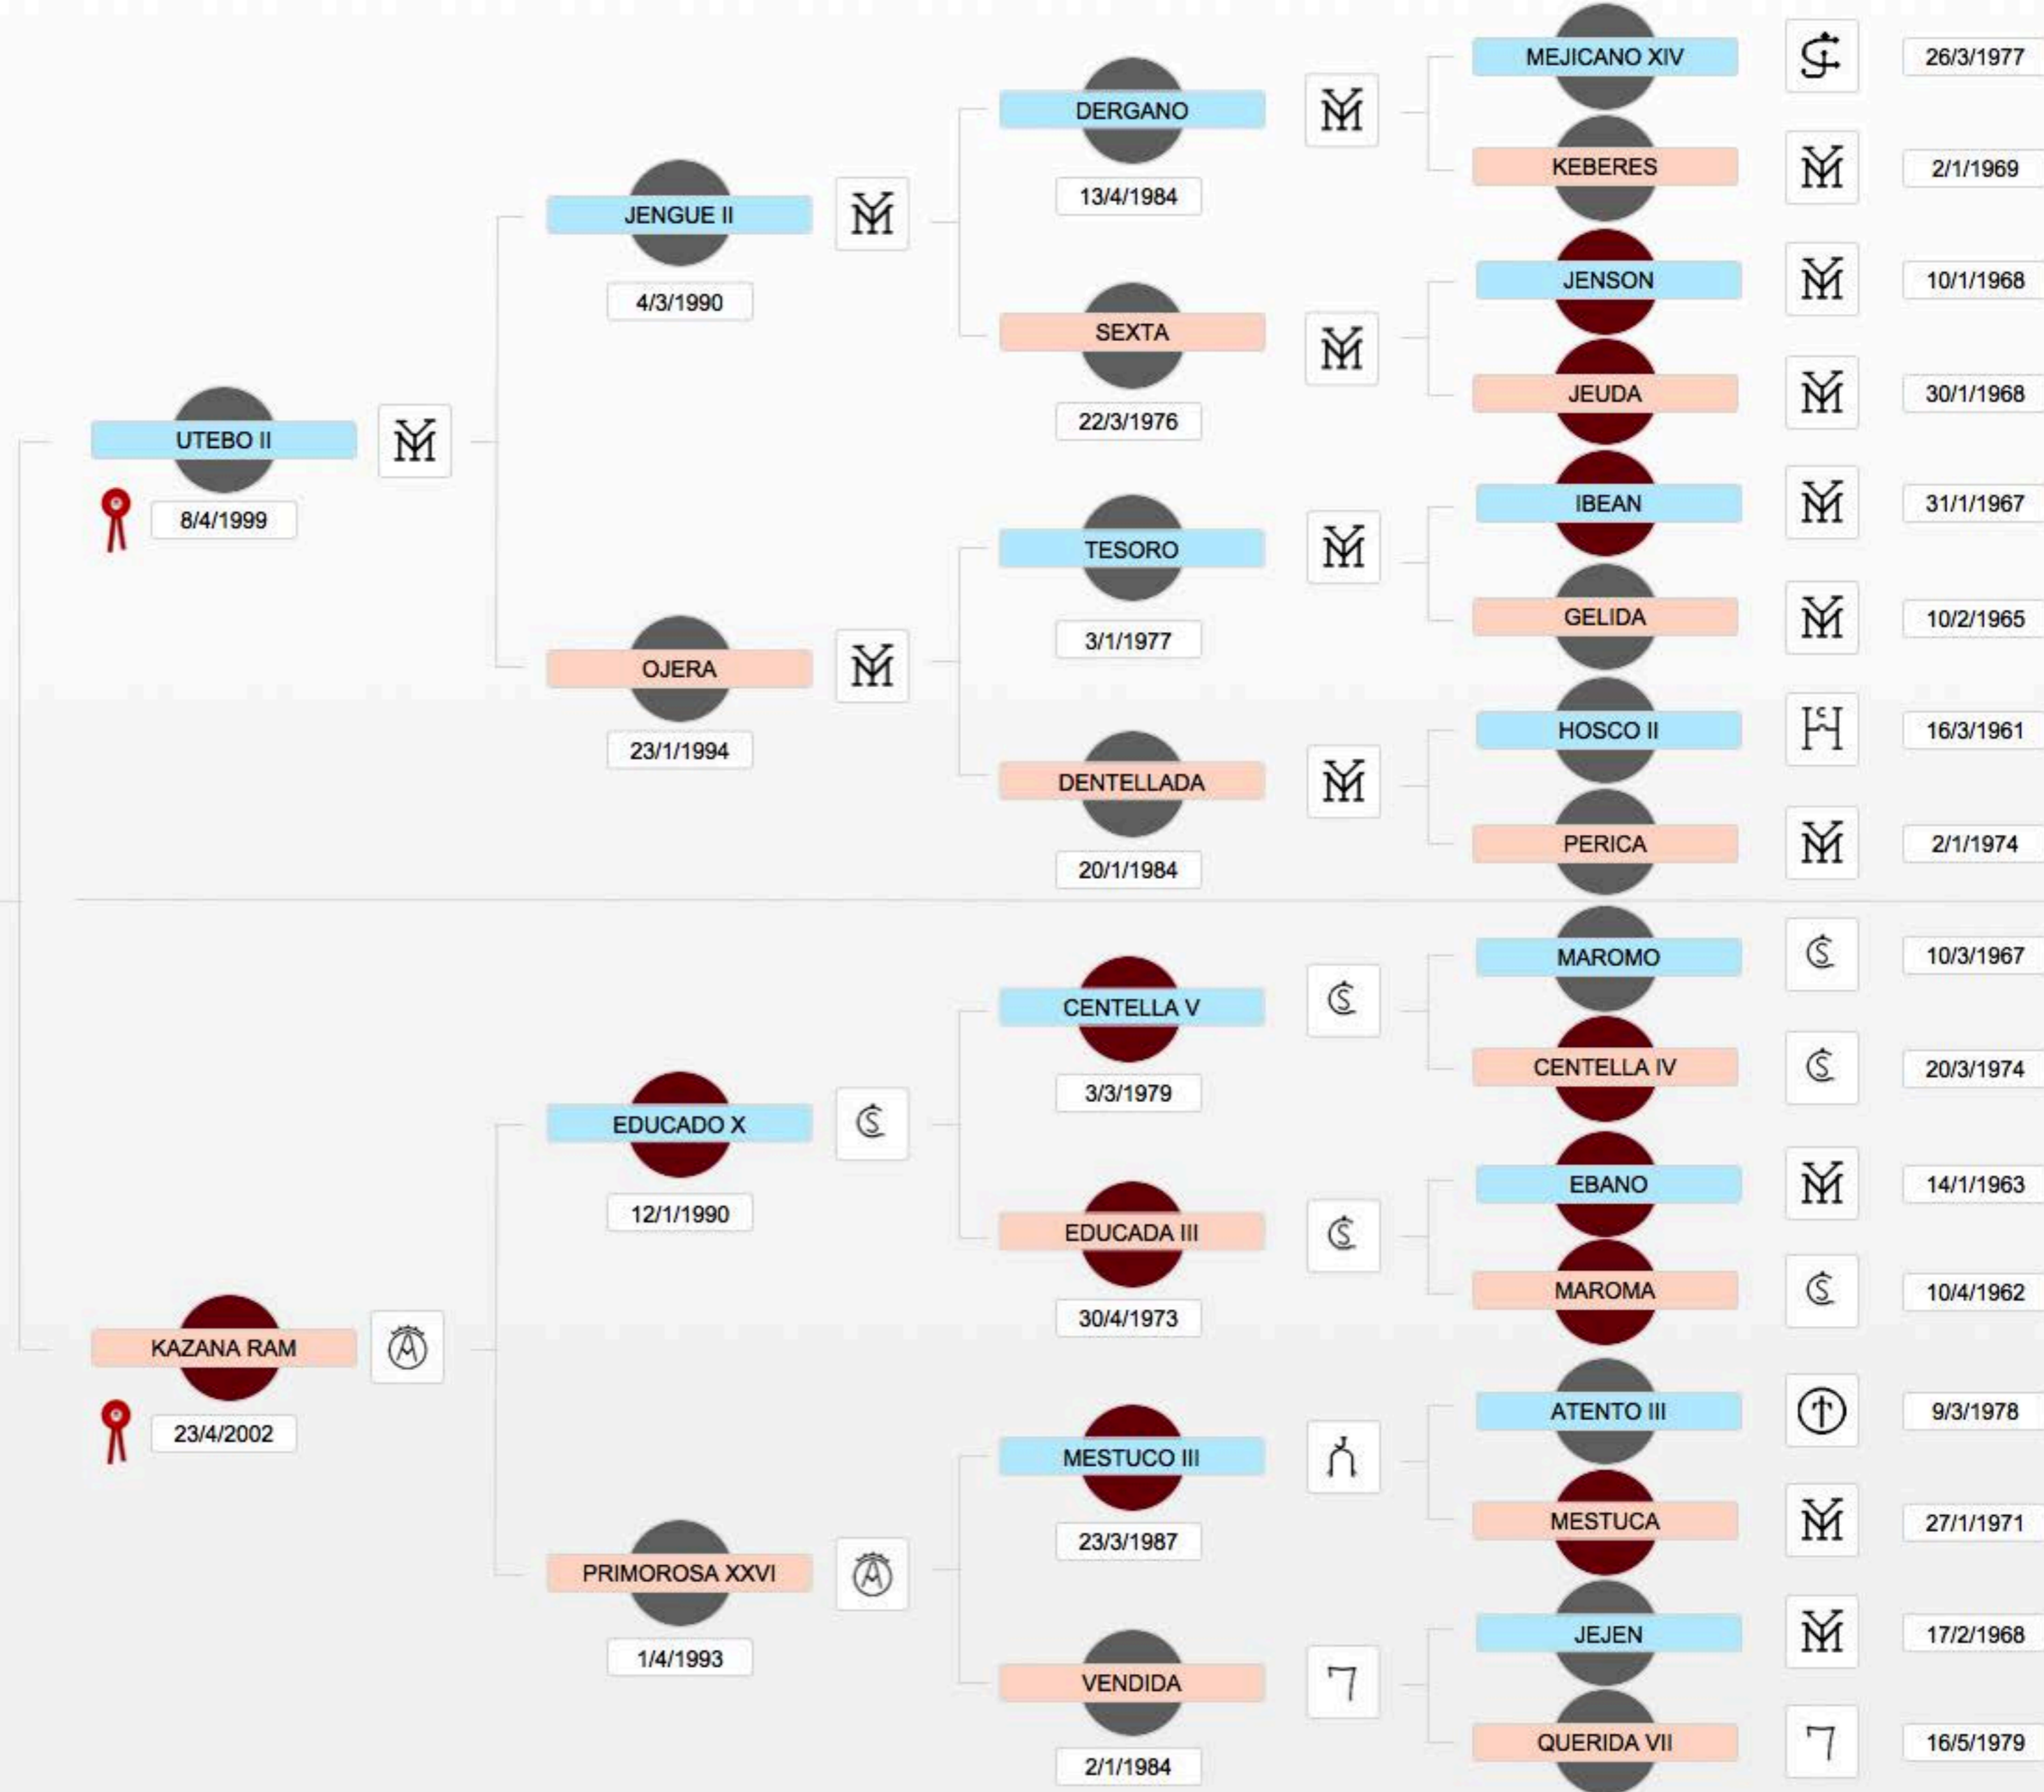 UTEBO II
8/4/1999
JENGUE II
4/3/1990
DERGANO
13/4/1984
MEJICANO XIV
26/3/1977
KEBERES
2/1/1969
SEXTA
22/3/1976
JENSON
10/1/1968
JEUDA
30/1/1968
OJERA
23/1/1994
TESORO
3/1/1977
IBEAN
31/1/1967
GELIDA
10/2/1965
DENTELLADA
20/1/1984
HOSCO II
16/3/1961
PERICA
2/1/1974
KAZANA RAM
23/4/2002
EDUCADO X
12/1/1990
CENTELLA V
3/3/1979
MAROMO
10/3/1967
CENTELLA IV
20/3/1974
EDUCADA III
30/4/1973
EBANO
14/1/1963
MAROMA
10/4/1962
PRIMOROSA XXVI
1/4/1993
MESTUCO III
23/3/1987
ATENTO III
9/3/1978
MESTUCA
27/1/1971
VENDIDA
2/1/1984
JEJEN
17/2/1968
QUERIDA VII
16/5/1979